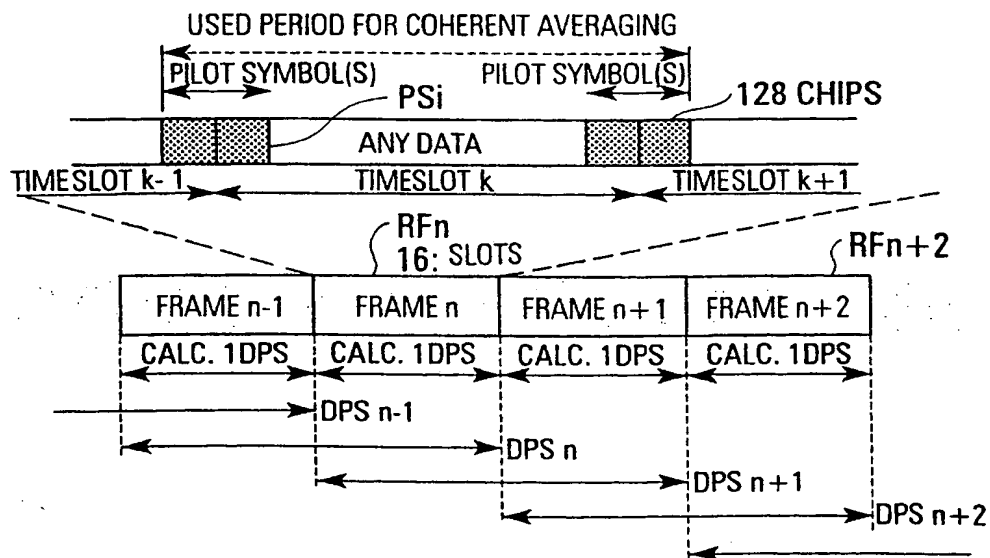 USED PERIOD FOR COHERENT AVERAGING
PILOT SYMBOL(S) PILOT SYMBOL(S)
PSi 128 CHIPS
ANY DATA
TIMESLOT k-1 TIMESLOT k TIMESLOT k+1
RFn RFn+2
16: SLOTS
FRAME n-1 FRAME n FRAME n+1 FRAME n+2
CALC. 1DPS CALC. 1DPS CALC. 1DPS CALC. 1DPS
DPS n-1
DPS n
DPS n+1
DPS n+2